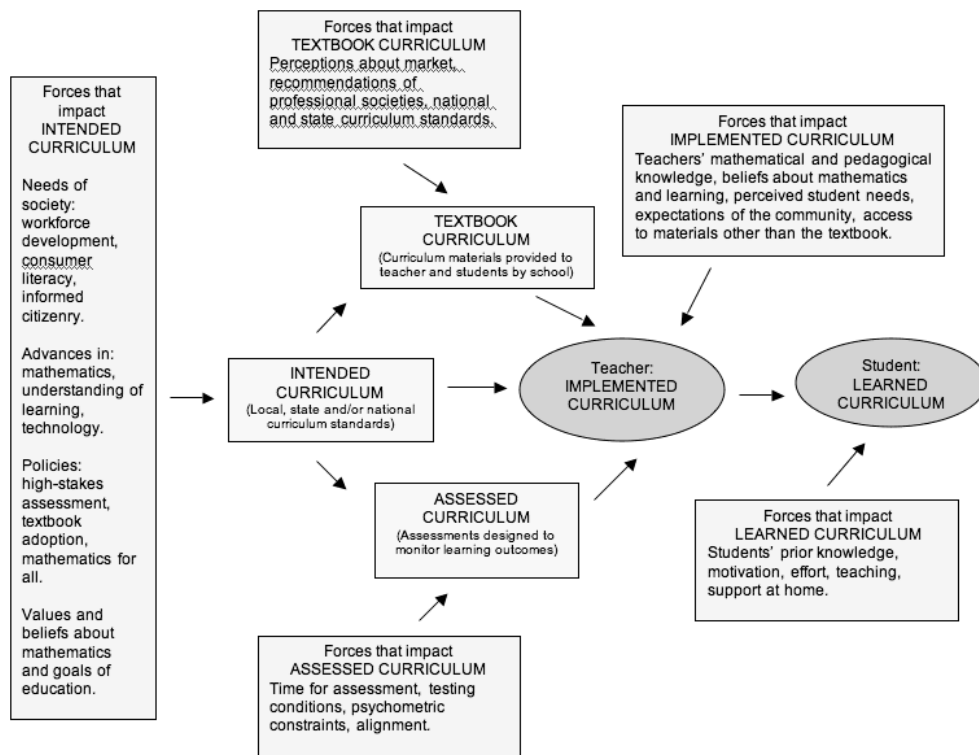 Forces that impact
TEXTBOOK CURRICULUM
Perceptions about market,
recommendations of
professional societies, national
and state curriculum standards.
Forces that
impact
INTENDED
CURRICULUM
Needs of
society:
workforce
development,
consumer
literacy,
informed
citizenry.
Advances in:
mathematics,
understanding of
learning,
technology.
Policies:
high-stakes
assessment,
textbook
adoption,
mathematics for
all.
Values and
beliefs about
mathematics
and goals of
education.
Forces that impact
IMPLEMENTED CURRICULUM
Teachers' mathematical and pedagogical
knowledge, beliefs about mathematics
and learning, perceived student needs,
expectations of the community, access
to materials other than the textbook.
TEXTBOOK
CURRICULUM
(Curriculum materials provided to
teacher and students by school)
INTENDED
CURRICULUM
(Local, state and/or national
curriculum standards)
Teacher:
IMPLEMENTED
CURRICULUM
Student:
LEARNED
CURRICULUM
ASSESSED
CURRICULUM
(Assessments designed to
monitor learning outcomes)
Forces that impact
LEARNED CURRICULUM
Students' prior knowledge,
motivation, effort, teaching,
support at home.
Forces that impact
ASSESSED CURRICULUM
Time for assessment, testing
conditions, psychometric
constraints, alignment.